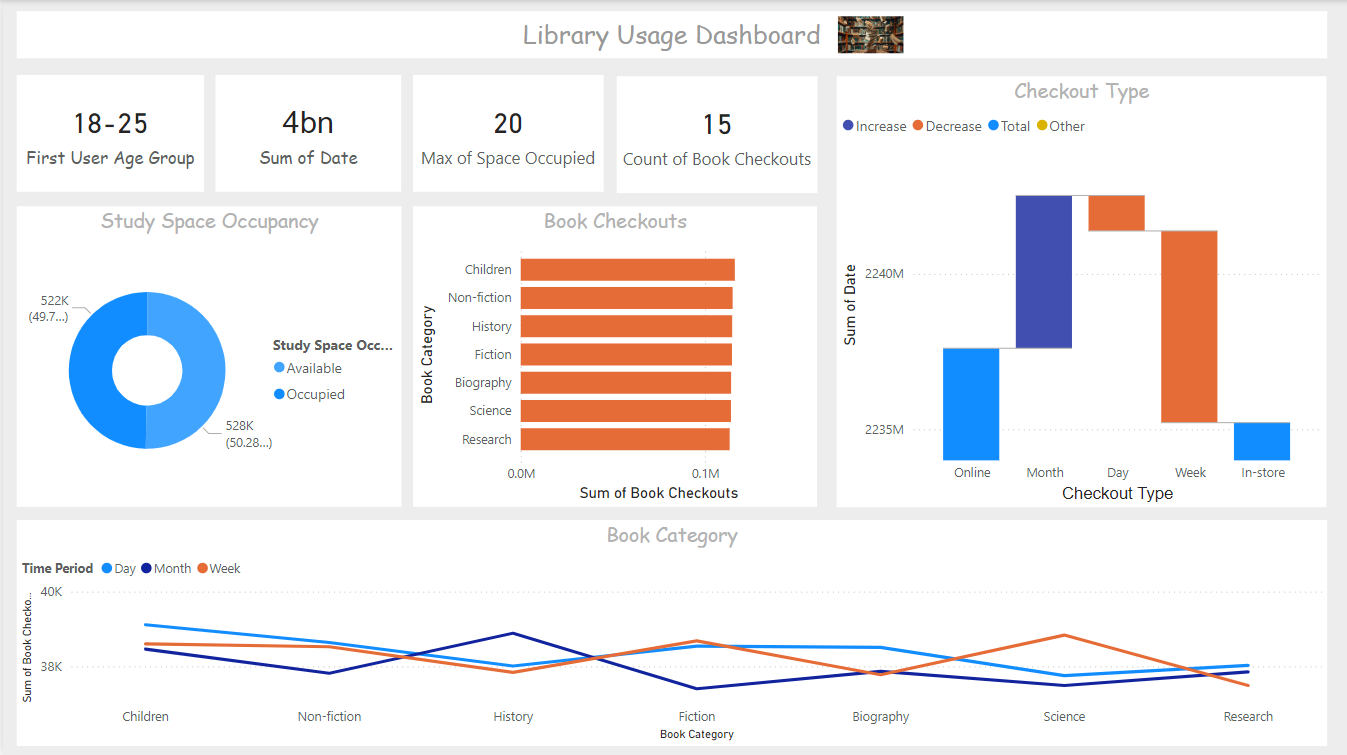 Library Usage Dashboard
18-25
First User Age Group
4bn
Sum of Date
20
Max of Space Occupied
15
Count of Book Checkouts
Checkout Type
Increase Decrease Total Other
Sum of Date
2240M
2235M
Online Month Day Week In-store
Checkout Type
Study Space Occupancy
522K
(49.7...)
528K
(50.28...)
Study Space Occ...
Available
Occupied
Book Checkouts
Book Category
Children
Non-fiction
History
Fiction
Biography
Science
Research
0.0M 0.1M
Sum of Book Checkouts
Book Category
Time Period Day Month Week
Sum of Book Checko...
40K
38K
Children Non-fiction History Fiction Biography Science Research
Book Category